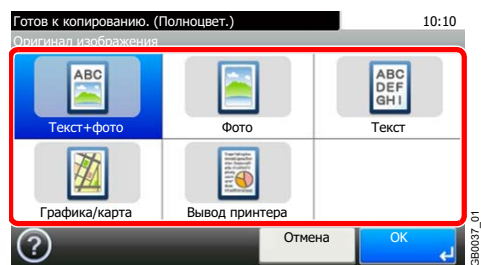 Готов к копированию. (Полноцвет.) 10:10
Оригинал изображения
ABC
ABC
DEF
GHI
Текст+фото Фото Текст
Графика/карта Вывод принтера
? Отмена OK
GB0037_01